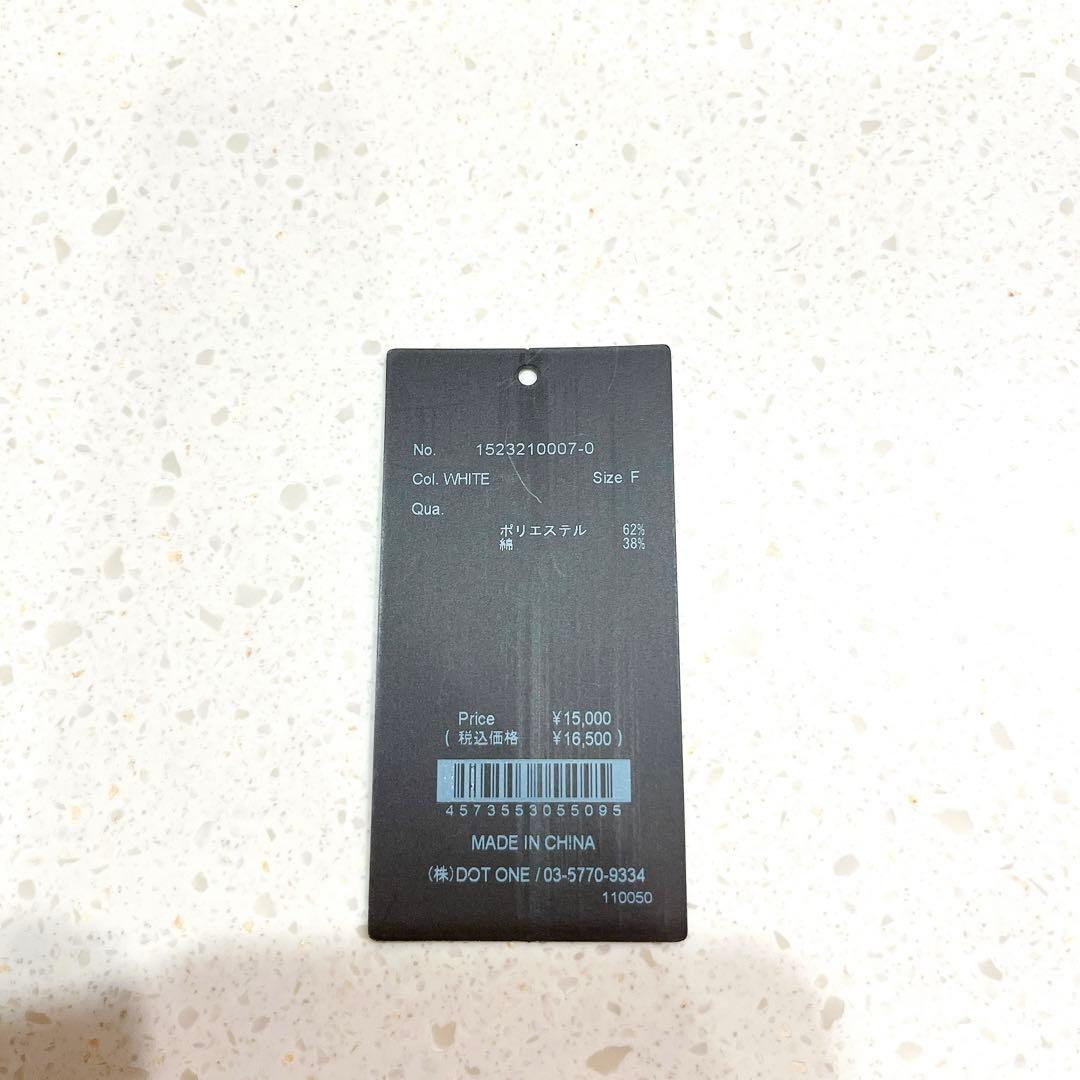 No. 1523210007-0
Col. WHITE Size F
Qua.
ポリエステル 62%
綿 38%
Price ¥15,000
( 税込価格 ¥16,500 )
4573553055095
MADE IN CHINA
(株)DOT ONE / 03-5770-9334
110050